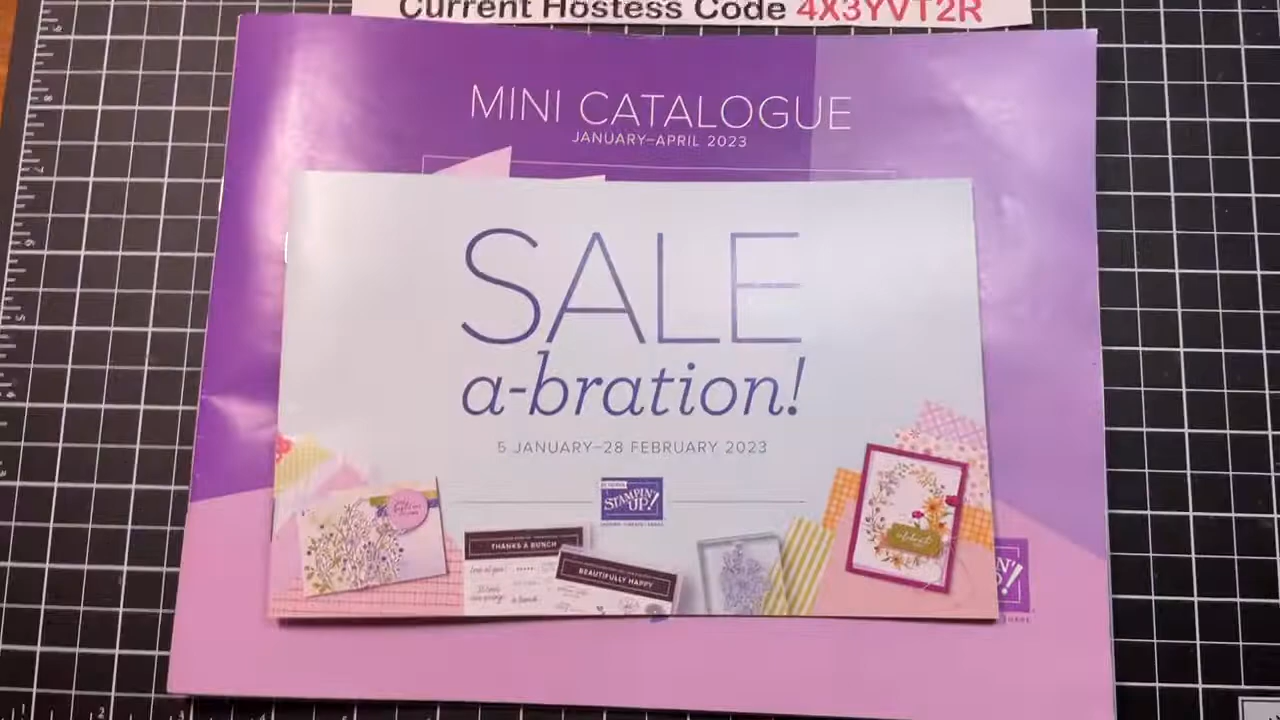 Current Hostess Code 4X3YVT2R
MINI CATALOGUE
JANUARY–APRIL 2023
SALE
a-bration!
5 JANUARY–28 FEBRUARY 2023
STAMPIN' UP!
THANKS A BUNCH
BEAUTIFULLY HAPPY